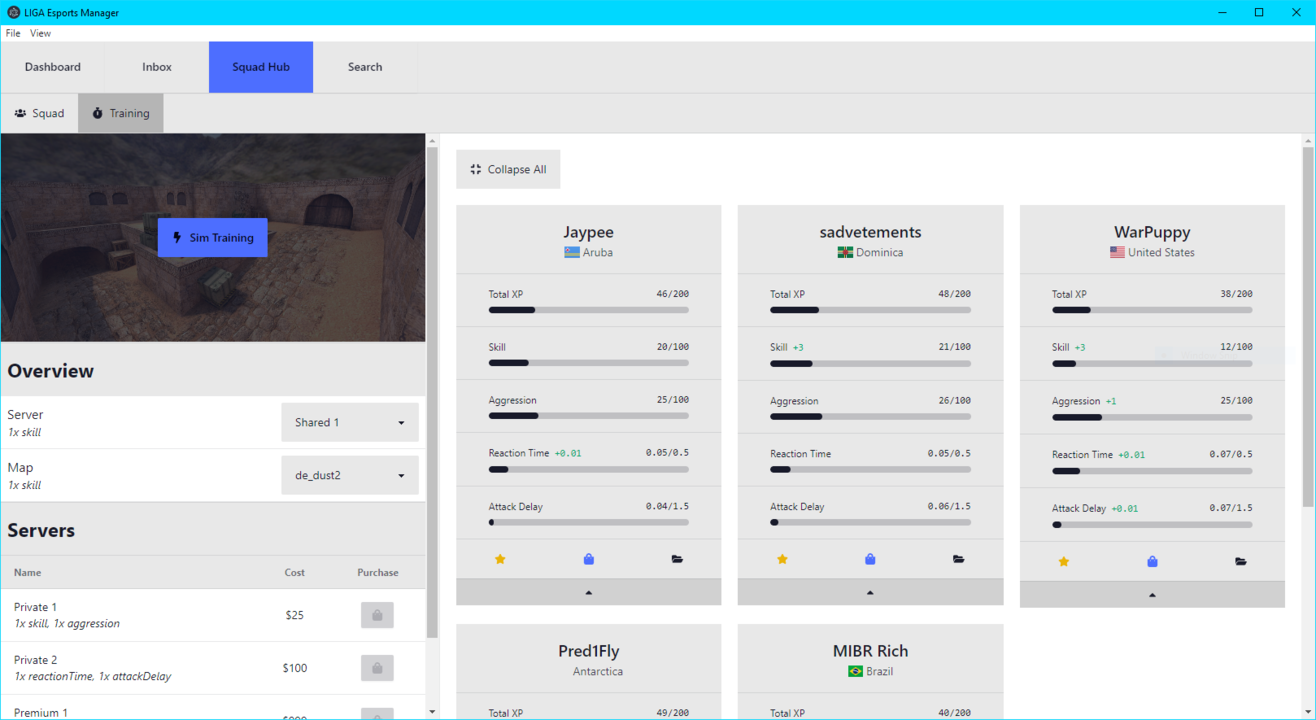 LIGA Esports Manager
File View
Dashboard Inbox Squad Hub Search
Squad Training
Sim Training
Overview
Server
1x skill
Shared 1
Map
1x skill
de_dust2
Servers
Name Cost Purchase
Private 1
1x skill, 1x aggression
$25
Private 2
1x reactionTime, 1x attackDelay
$100
Premium 1
Collapse All
Jaypee
Aruba
Total XP 46/200
Skill 20/100
Aggression 25/100
Reaction Time +0.01 0.05/0.5
Attack Delay 0.04/1.5
sadvetements
Dominica
Total XP 48/200
Skill +3 21/100
Aggression 26/100
Reaction Time 0.05/0.5
Attack Delay 0.06/1.5
WarPuppy
United States
Total XP 38/200
Skill +3 12/100
Aggression +1 25/100
Reaction Time +0.01 0.07/0.5
Attack Delay +0.01 0.07/1.5
Pred1Fly
Antarctica
Total XP 49/200
MIBR Rich
Brazil
Total XP 40/200